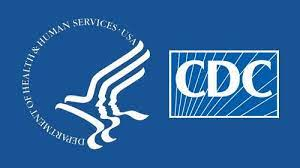 DEPARTMENT OF HEALTH & HUMAN SERVICES · USA
CDC